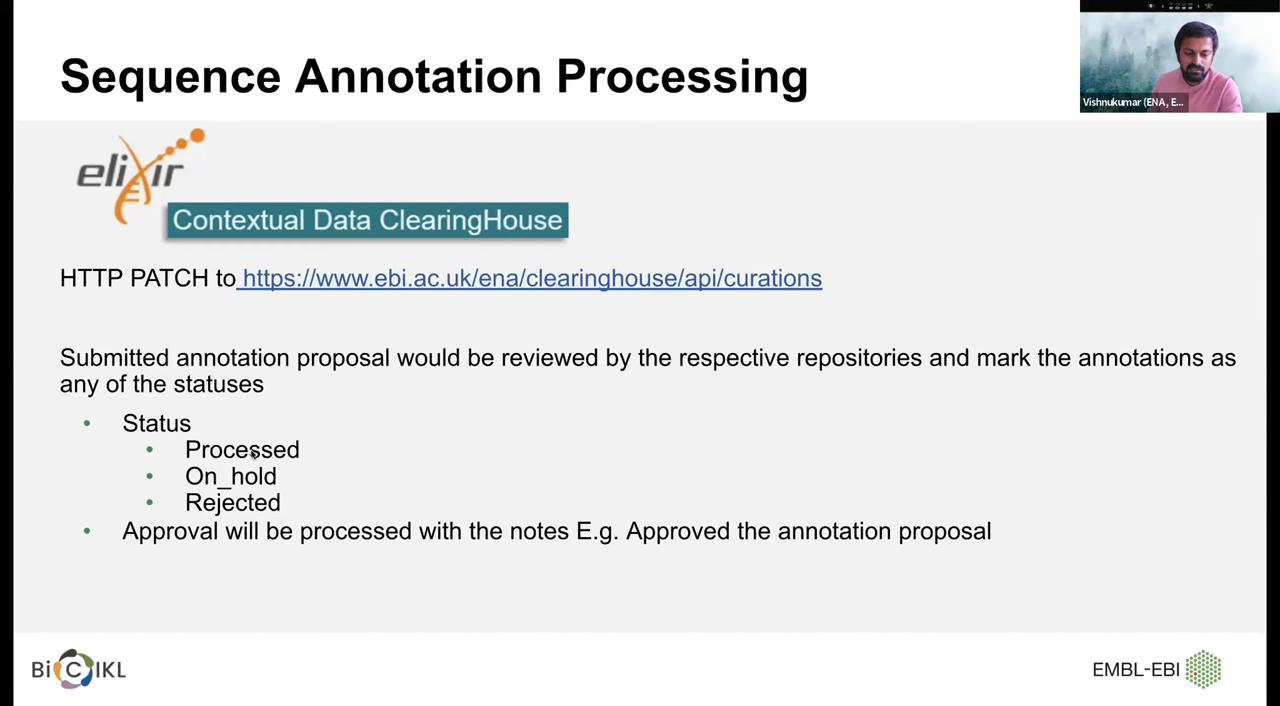 Sequence Annotation Processing
Vishnukumar (ENA, E...
elixir
Contextual Data ClearingHouse
HTTP PATCH to https://www.ebi.ac.uk/ena/clearinghouse/api/curations
Submitted annotation proposal would be reviewed by the respective repositories and mark the annotations as
any of the statuses
• Status
• Processed
• On_hold
• Rejected
• Approval will be processed with the notes E.g. Approved the annotation proposal
BiCIKL
EMBL-EBI